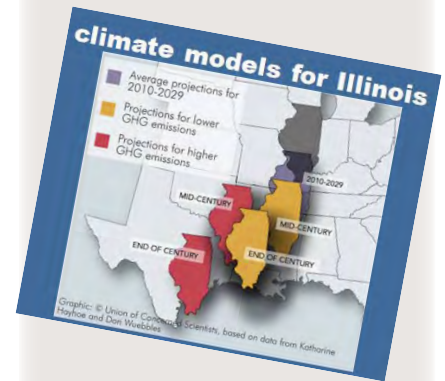 climate models for Illinois
Average projections for
2010-2029
Projections for lower
GHG emissions
Projections for higher
GHG emissions
2010-2029
MID-CENTURY
MID-CENTURY
END OF CENTURY
END OF CENTURY
Graphic: © Union of Concerned Scientists, based on data from Katharine
Hayhoe and Don Wuebbles